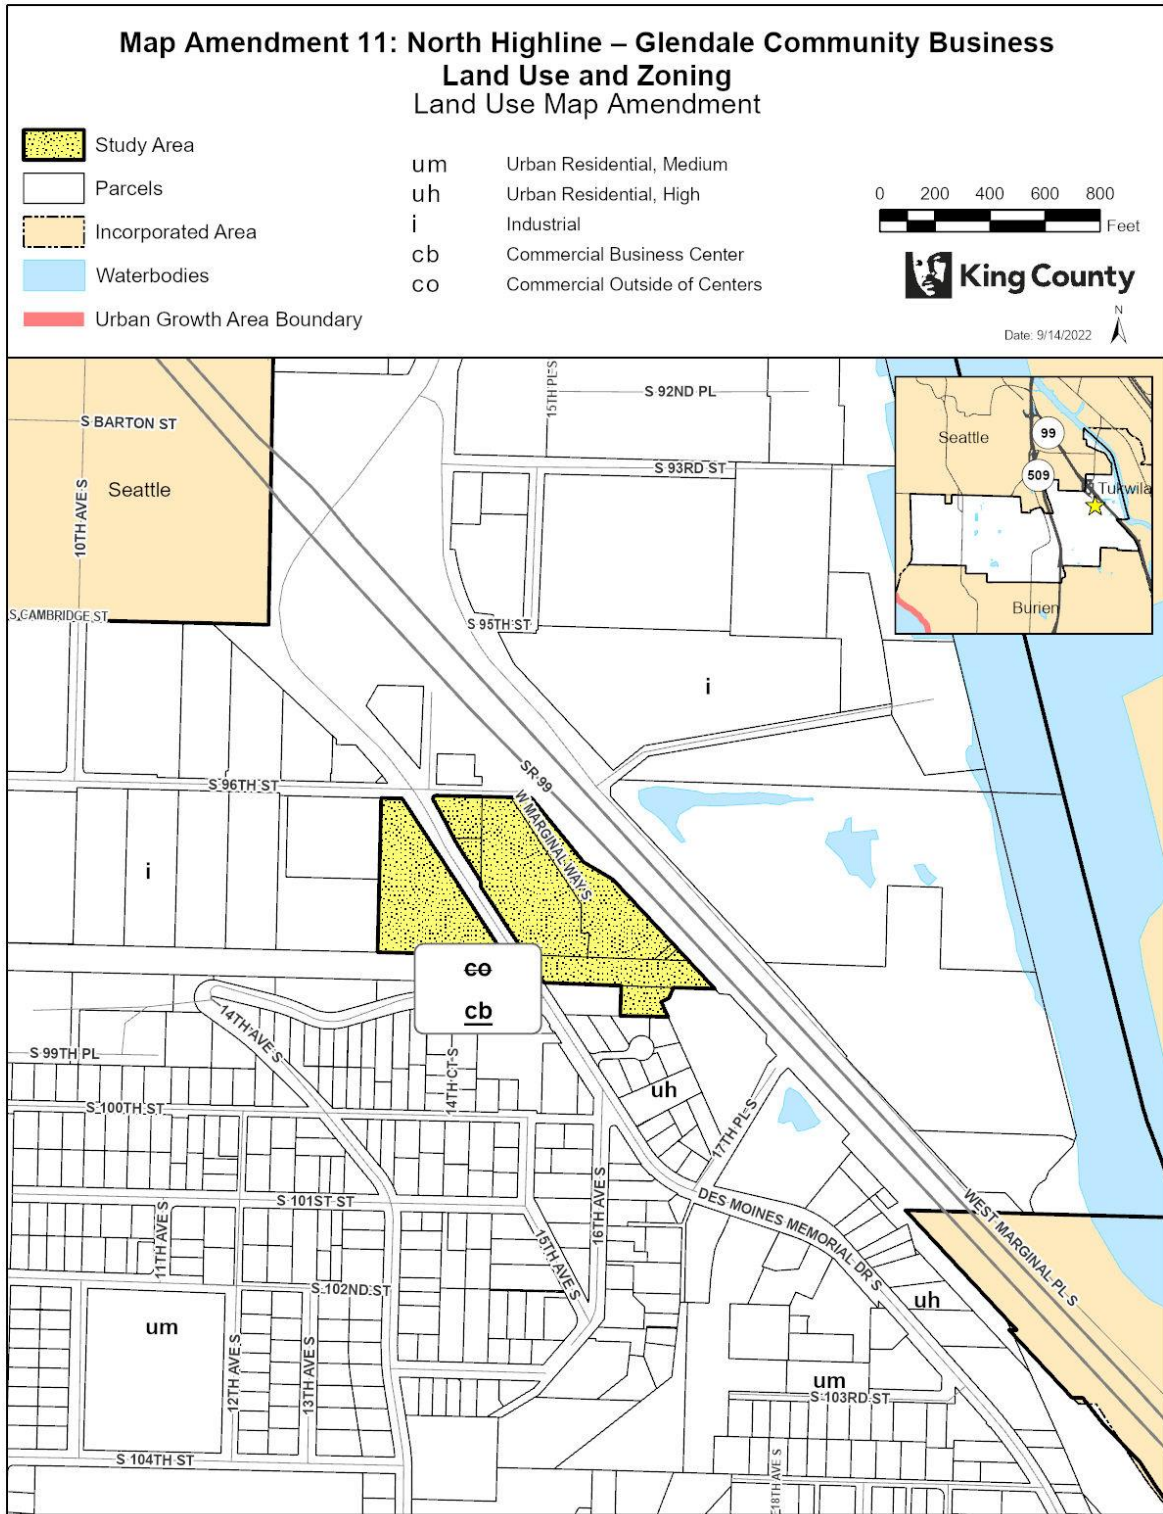 Map Amendment 11: North Highline – Glendale Community Business
Land Use and Zoning
Land Use Map Amendment
Study Area
Parcels
Incorporated Area
Waterbodies
Urban Growth Area Boundary
um Urban Residential, Medium
uh Urban Residential, High
i Industrial
cb Commercial Business Center
co Commercial Outside of Centers
0 200 400 600 800
Feet
King County
N
Date: 9/14/2022
15TH PL S
S 92ND PL
S BARTON ST
S 93RD ST
Seattle
10TH AVE S
Seattle
99
509
Tukwila
Burien
S CAMBRIDGE ST
S 95TH ST
i
SR 99
S 96TH ST
W MARGINAL WAY S
i
co
cb
14TH AVE S
S 99TH PL
14TH CT S
uh
S 100TH ST
17TH PL S
S 101ST ST
DES MOINES MEMORIAL DR S
WEST MARGINAL PL S
11TH AVE S
16TH AVE S
15TH AVE S
S 102ND ST
uh
um
12TH AVE S
13TH AVE S
um
S 103RD ST
S 104TH ST
18TH AVE S